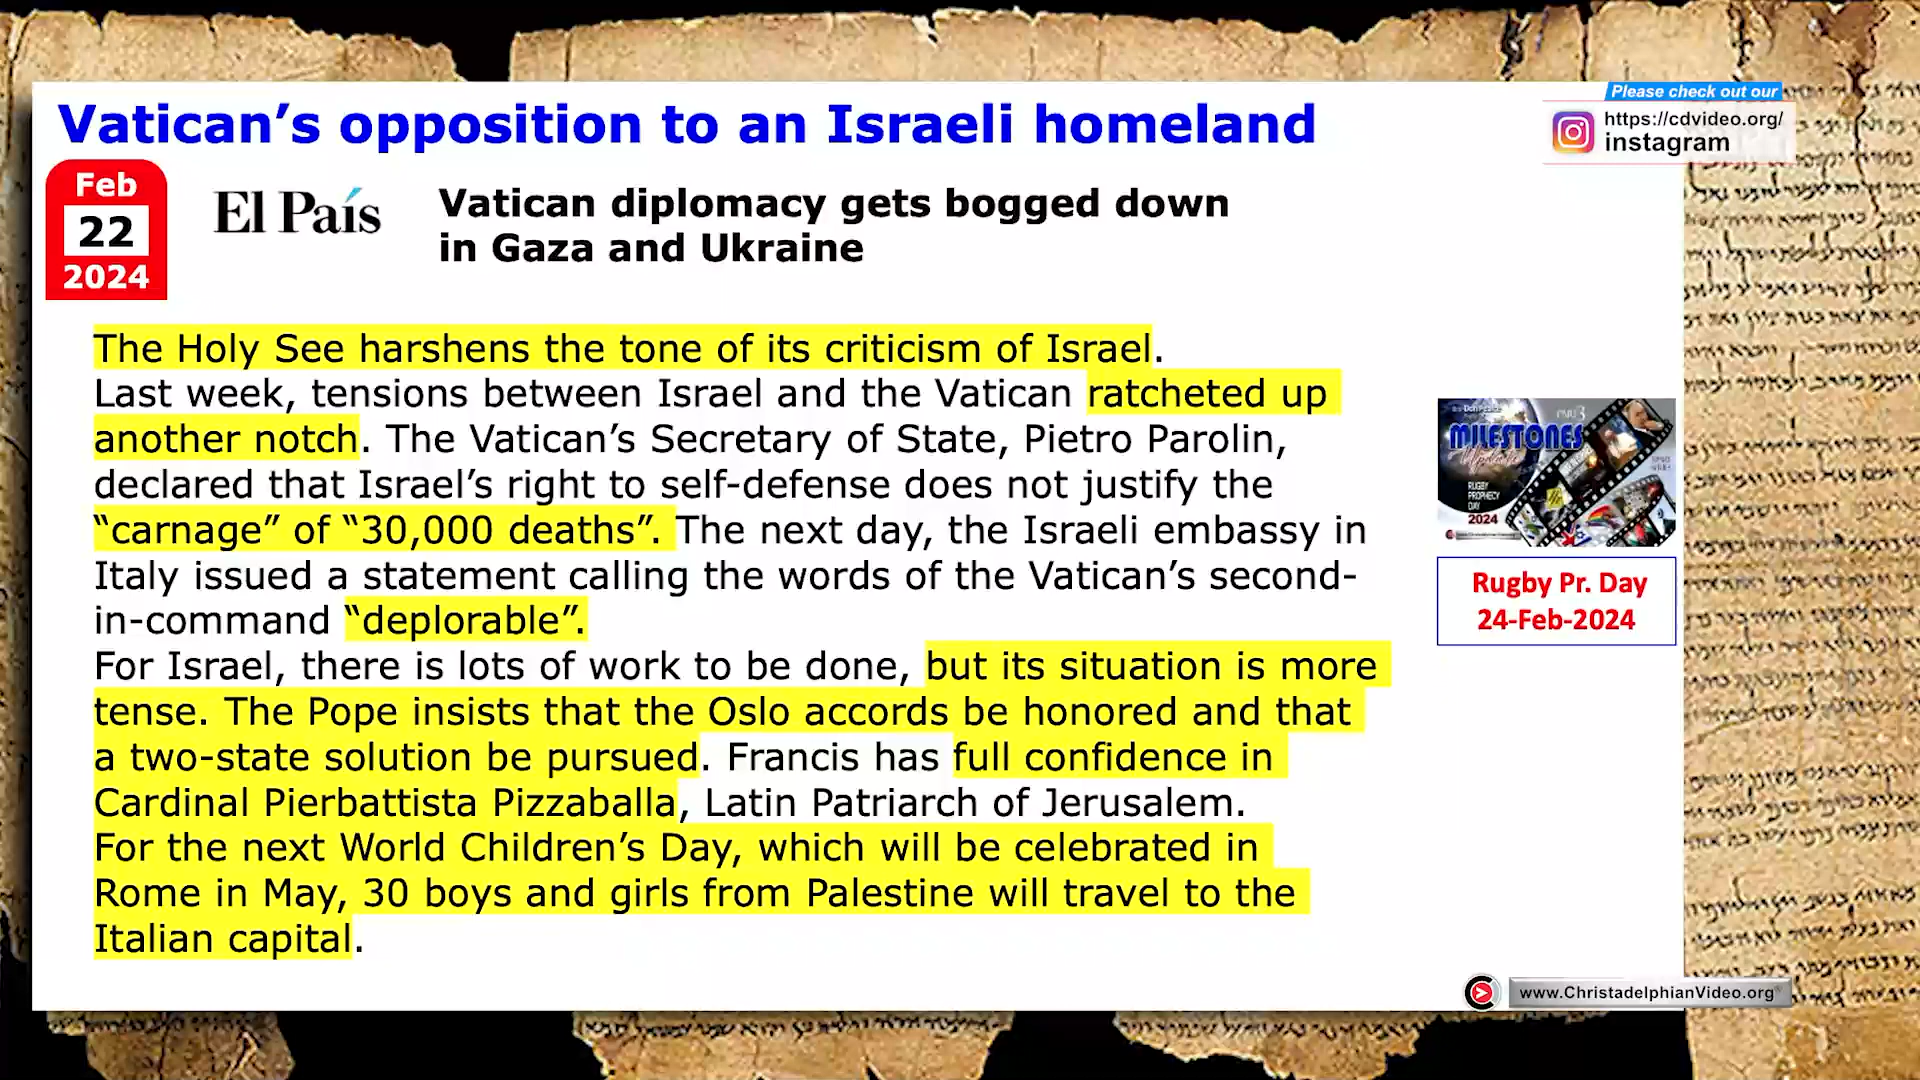 Vatican’s opposition to an Israeli homeland
Please check out our
https://cdvideo.org/
instagram
Feb
22
2024
El País
Vatican diplomacy gets bogged down
in Gaza and Ukraine
The Holy See harshens the tone of its criticism of Israel.
Last week, tensions between Israel and the Vatican ratcheted up
another notch. The Vatican’s Secretary of State, Pietro Parolin,
declared that Israel’s right to self-defense does not justify the
“carnage” of “30,000 deaths”. The next day, the Israeli embassy in
Italy issued a statement calling the words of the Vatican’s second-
in-command “deplorable”.
For Israel, there is lots of work to be done, but its situation is more
tense. The Pope insists that the Oslo accords be honored and that
a two-state solution be pursued. Francis has full confidence in
Cardinal Pierbattista Pizzaballa, Latin Patriarch of Jerusalem.
For the next World Children’s Day, which will be celebrated in
Rome in May, 30 boys and girls from Palestine will travel to the
Italian capital.
MILESTONES
Update
RUGBY
PROPHECY
DAY
2024
Rugby Pr. Day
24-Feb-2024
www.ChristadelphianVideo.org